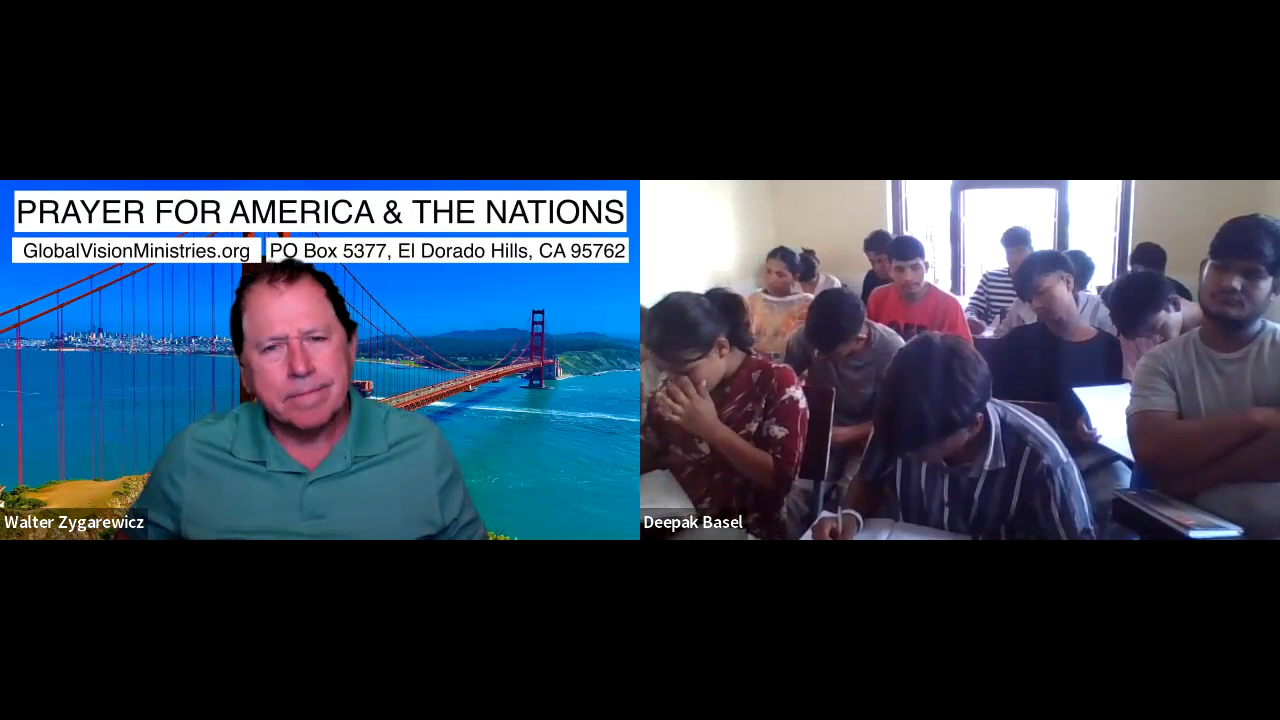 PRAYER FOR AMERICA & THE NATIONS
GlobalVisionMinistries.org PO Box 5377, El Dorado Hills, CA 95762
Walter Zygarewicz
Deepak Basel